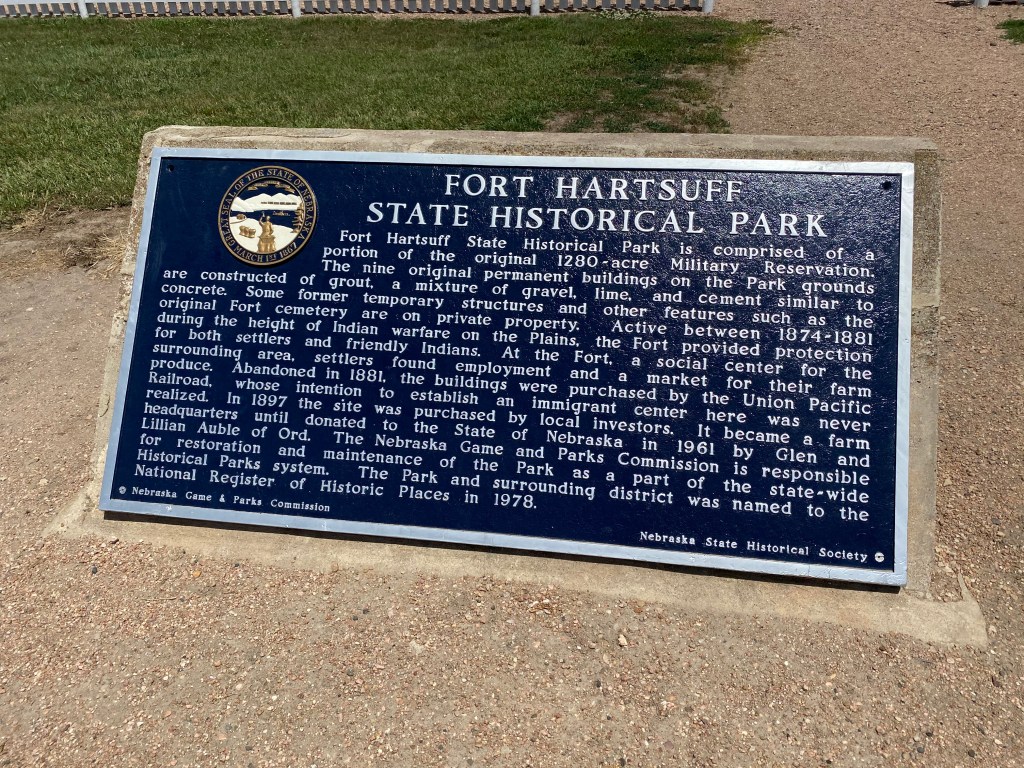 FORT HARTSUFF
STATE HISTORICAL PARK
GREAT SEAL OF THE STATE OF NEBRASKA
MARCH 1ST 1867
Fort Hartsuff State Historical Park is comprised of a
portion of the original 1280-acre Military Reservation.
The nine original permanent buildings on the Park grounds
are constructed of grout, a mixture of gravel, lime, and cement similar to
concrete. Some former temporary structures and other features such as the
original Fort cemetery are on private property. Active between 1874-1881
during the height of Indian warfare on the Plains, the Fort provided protection
for both settlers and friendly Indians. At the Fort, a social center for the
surrounding area, settlers found employment and a market for their farm
produce. Abandoned in 1881, the buildings were purchased by the Union Pacific
Railroad, whose intention to establish an immigrant center here was never
realized. In 1897 the site was purchased by local investors. It became a farm
headquarters until donated to the State of Nebraska in 1961 by Glen and
Lillian Auble of Ord. The Nebraska Game and Parks Commission is responsible
for restoration and maintenance of the Park as a part of the state-wide
Historical Parks system. The Park and surrounding district was named to the
National Register of Historic Places in 1978.
Nebraska Game & Parks Commission
Nebraska State Historical Society